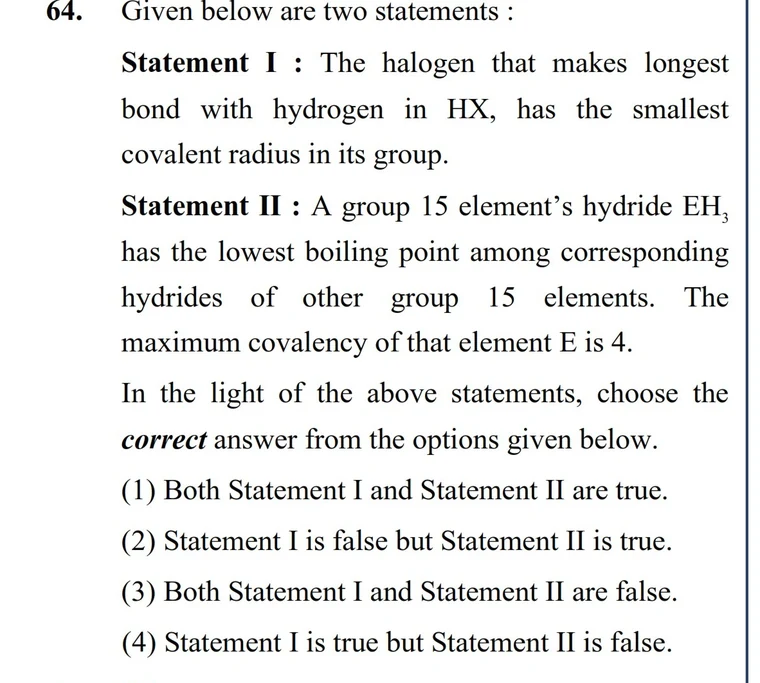 64. Given below are two statements :
Statement I : The halogen that makes longest
bond with hydrogen in HX, has the smallest
covalent radius in its group.
Statement II : A group 15 element’s hydride EH₃
has the lowest boiling point among corresponding
hydrides of other group 15 elements. The
maximum covalency of that element E is 4.
In the light of the above statements, choose the
correct answer from the options given below.
(1) Both Statement I and Statement II are true.
(2) Statement I is false but Statement II is true.
(3) Both Statement I and Statement II are false.
(4) Statement I is true but Statement II is false.